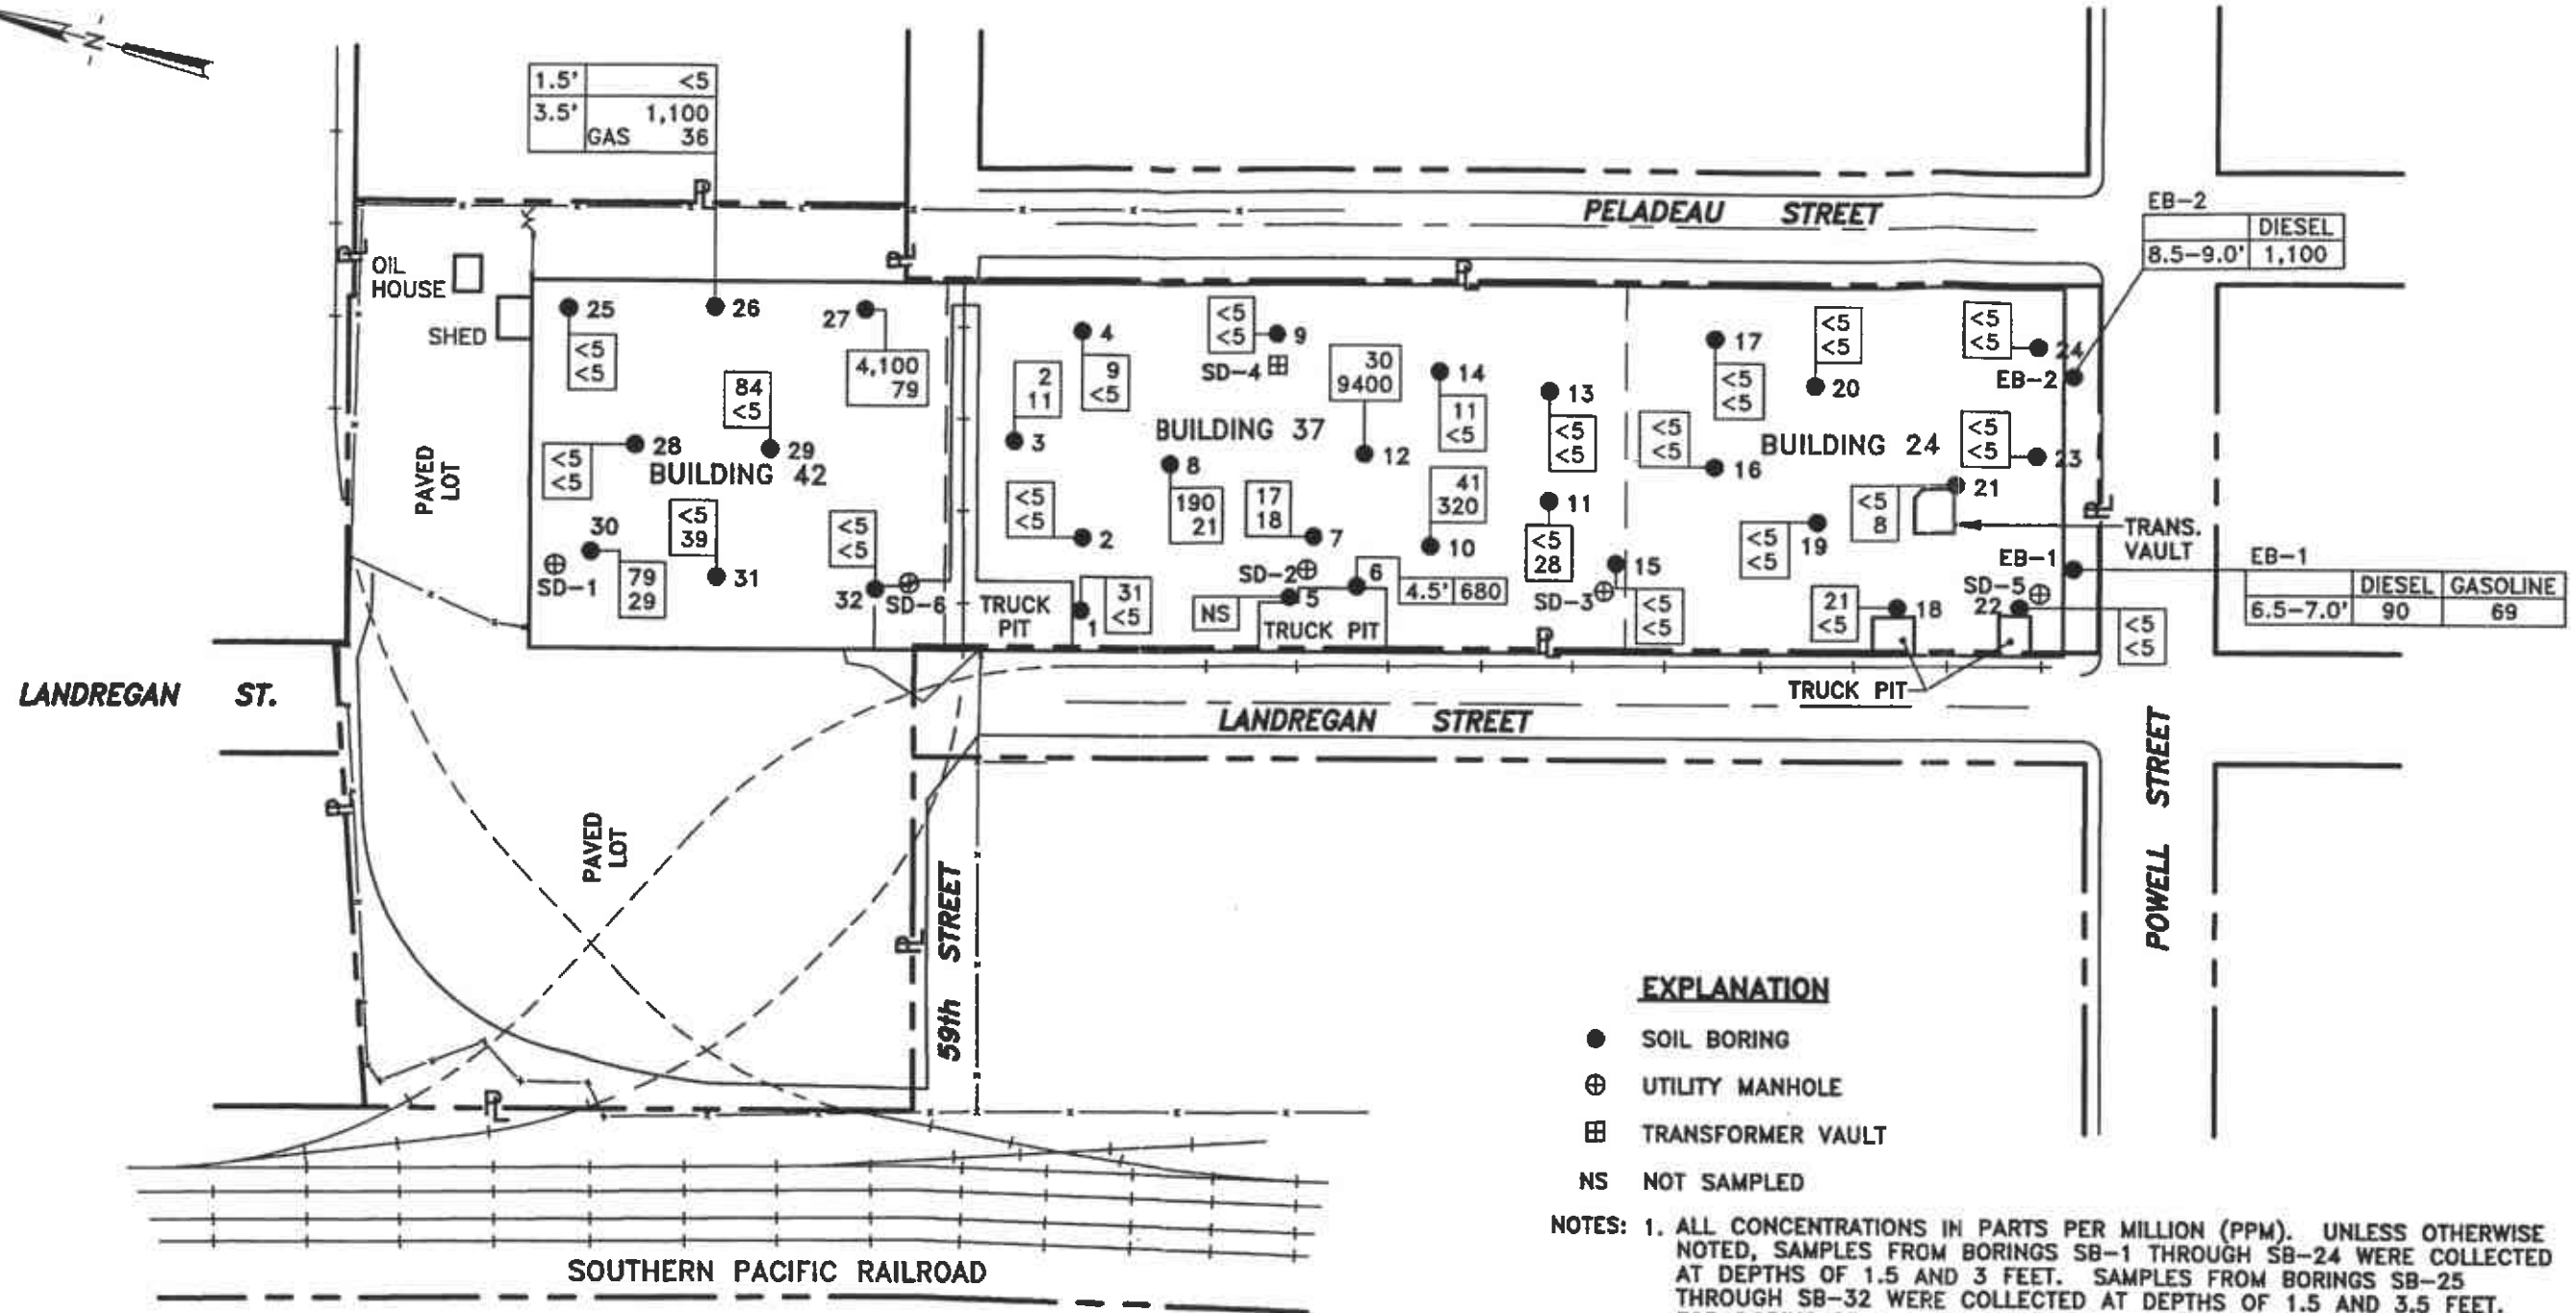 N
1.5' <5
3.5' 1,100
GAS 36
PELADEAU STREET
EB-2
DIESEL
8.5-9.0' 1,100
OIL
HOUSE
SHED
PAVED
LOT
25
<5
<5
26
27
4,100
79
84
<5
29
28
<5
<5
BUILDING 42
30
79
29
SD-1
<5
39
31
<5
<5
32
SD-6
TRUCK
PIT
4
9
<5
2
11
3
<5
<5
2
31
<5
1
<5
<5
9
SD-4
BUILDING 37
8
190
21
17
18
7
SD-2
6
4.5' 680
NS
5
TRUCK PIT
30
9400
12
14
11
<5
41
320
10
13
<5
<5
11
<5
28
15
SD-3
<5
<5
17
<5
<5
<5
<5
16
<5
<5
20
BUILDING 24
<5
<5
24
EB-2
<5
<5
23
<5
8
21
TRANS.
VAULT
<5
<5
19
EB-1
SD-5
22
21
<5
18
<5
<5
EB-1
DIESEL GASOLINE
6.5-7.0' 90 69
TRUCK PIT
LANDREGAN ST.
LANDREGAN STREET
POWELL STREET
PAVED
LOT
59th STREET
SOUTHERN PACIFIC RAILROAD
PL
PL
PL
PL
PL
PL
PL
PL
PL
EXPLANATION
SOIL BORING
UTILITY MANHOLE
TRANSFORMER VAULT
NS NOT SAMPLED
NOTES: 1. ALL CONCENTRATIONS IN PARTS PER MILLION (PPM). UNLESS OTHERWISE
NOTED, SAMPLES FROM BORINGS SB-1 THROUGH SB-24 WERE COLLECTED
AT DEPTHS OF 1.5 AND 3 FEET. SAMPLES FROM BORINGS SB-25
THROUGH SB-32 WERE COLLECTED AT DEPTHS OF 1.5 AND 3.5 FEET.